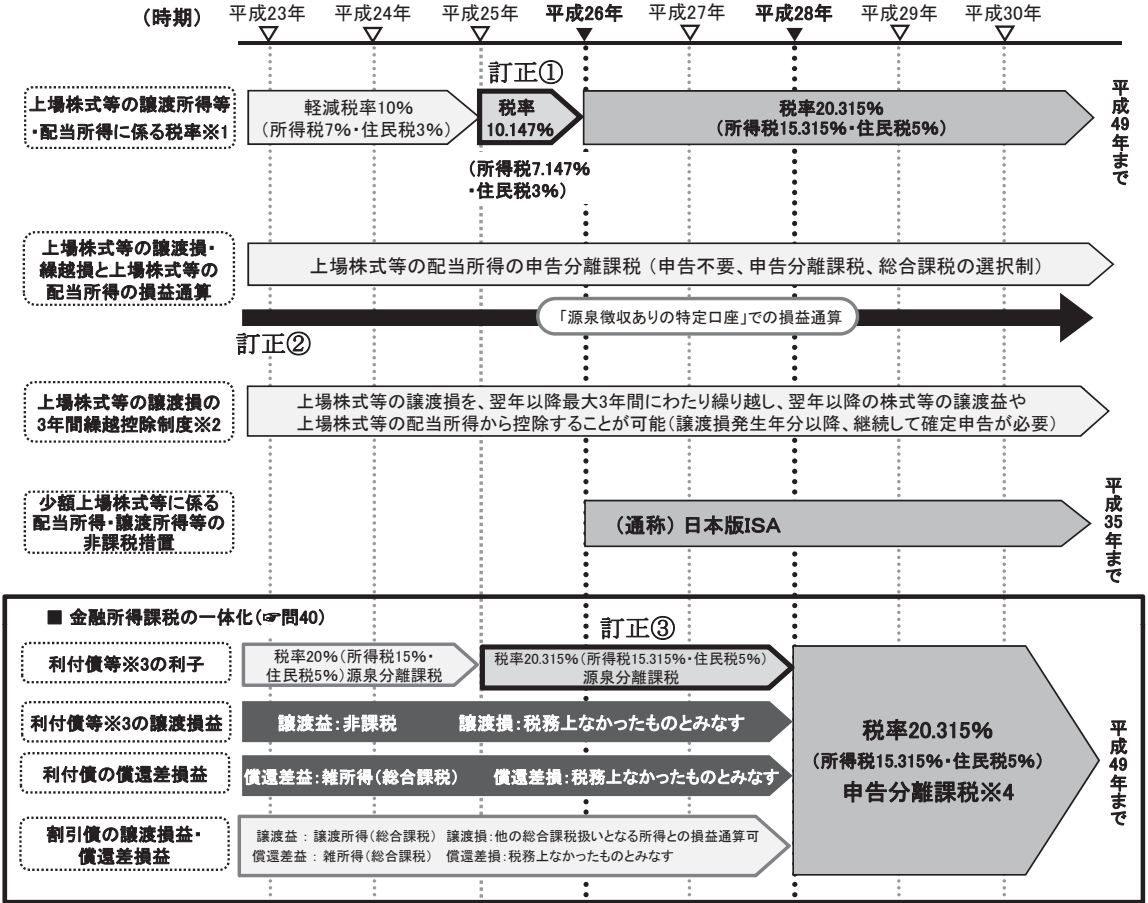 （時期）　平成23年　平成24年　平成25年　平成26年　平成27年　平成28年　平成29年　平成30年
訂正①
上場株式等の譲渡所得等
・配当所得に係る税率※1
軽減税率10%
（所得税7%・住民税3%）
税率
10.147%
（所得税7.147%
・住民税3%）
税率20.315%
（所得税15.315%・住民税5%）
平成49年まで
上場株式等の譲渡損・
繰越損と上場株式等の
配当所得の損益通算
上場株式等の配当所得の申告分離課税（申告不要、申告分離課税、総合課税の選択制）
「源泉徴収ありの特定口座」での損益通算
訂正②
上場株式等の譲渡損の
3年間繰越控除制度※2
上場株式等の譲渡損を、翌年以降最大3年間にわたり繰り越し、翌年以降の株式等の譲渡益や
上場株式等の配当所得から控除することが可能（譲渡損発生年分以降、継続して確定申告が必要）
少額上場株式等に係る
配当所得・譲渡所得等の
非課税措置
（通称）日本版ISA
平成35年まで
■ 金融所得課税の一体化（☞問40）
訂正③
利付債等※3の利子
税率20%（所得税15%・
住民税5%）源泉分離課税
税率20.315%（所得税15.315%・住民税5%）
源泉分離課税
利付債等※3の譲渡損益
譲渡益：非課税　譲渡損：税務上なかったものとみなす
利付債の償還差損益
償還差益：雑所得（総合課税）　償還差損：税務上なかったものとみなす
割引債の譲渡損益・
償還差損益
譲渡益：譲渡所得（総合課税）　譲渡損：他の総合課税扱いとなる所得との損益通算可
償還差益：雑所得（総合課税）　償還差損：税務上なかったものとみなす
税率20.315%
（所得税15.315%・住民税5%）
申告分離課税※4
平成49年まで